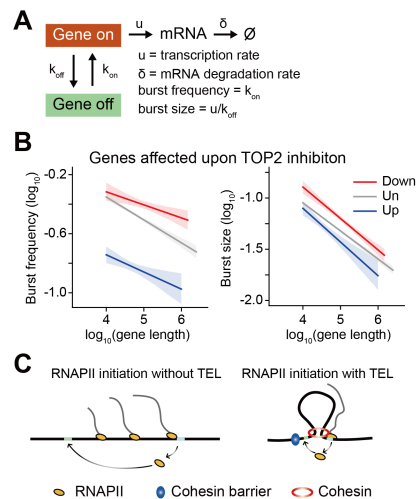 A
Gene on
u
mRNA
δ
Ø
k_off
k_on
Gene off
u = transcription rate
δ = mRNA degradation rate
burst frequency = k_on
burst size = u/k_off
B
Genes affected upon TOP2 inhibiton
Burst frequency (log₁₀)
-0.2
-0.6
-1.0
4
5
6
log₁₀(gene length)
Burst size (log₁₀)
-1.0
-1.5
-2.0
4
5
6
log₁₀(gene length)
Down
Un
Up
C
RNAPII initiation without TEL
RNAPII initiation with TEL
RNAPII
Cohesin barrier
Cohesin